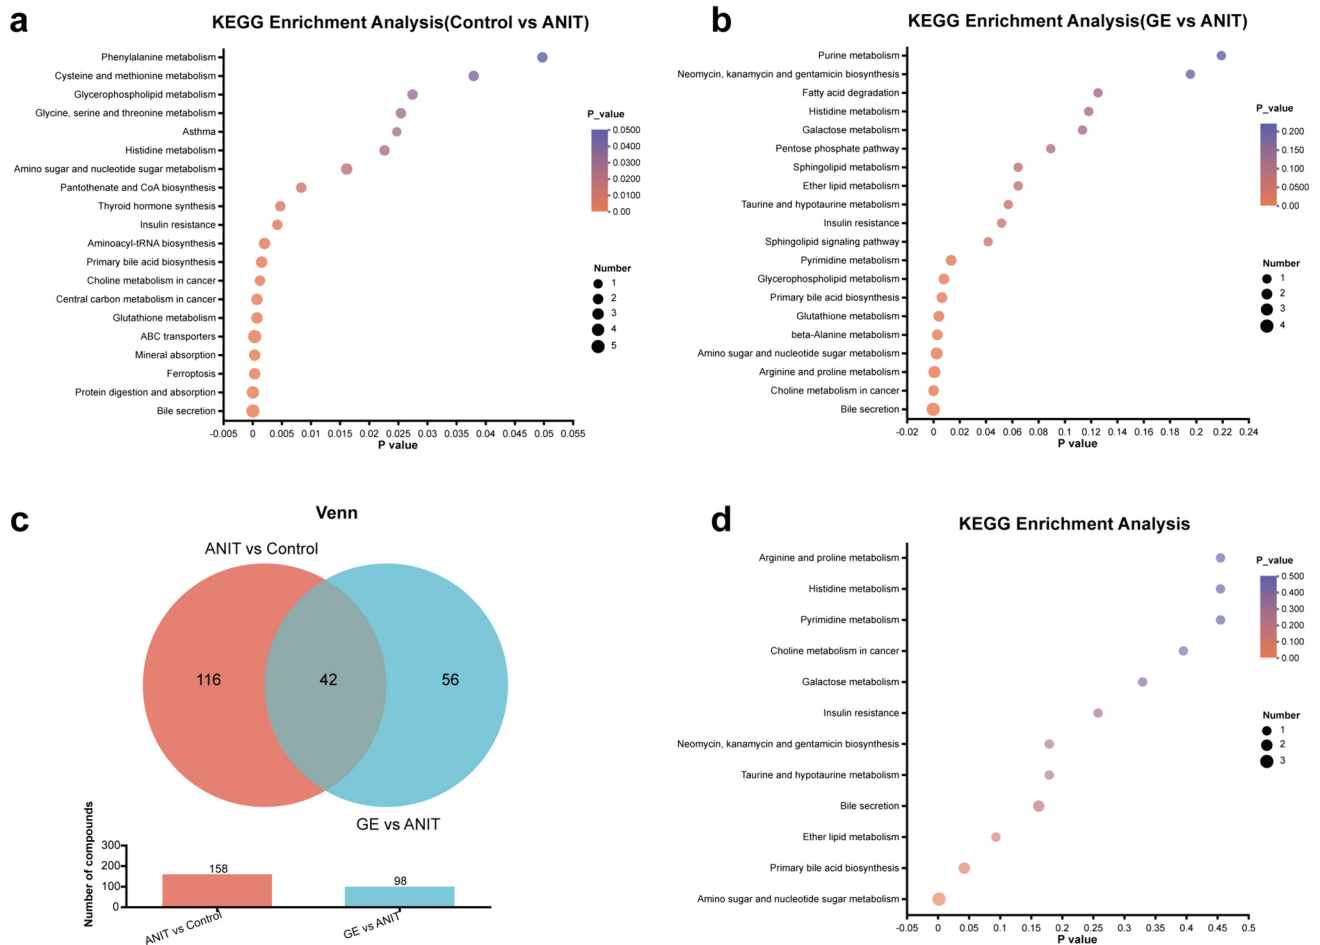 a
KEGG Enrichment Analysis(Control vs ANIT)
Phenylalanine metabolism
Cysteine and methionine metabolism
Glycerophospholipid metabolism
Glycine, serine and threonine metabolism
Asthma
Histidine metabolism
Amino sugar and nucleotide sugar metabolism
Pantothenate and CoA biosynthesis
Thyroid hormone synthesis
Insulin resistance
Aminoacyl-tRNA biosynthesis
Primary bile acid biosynthesis
Choline metabolism in cancer
Central carbon metabolism in cancer
Glutathione metabolism
ABC transporters
Mineral absorption
Ferroptosis
Protein digestion and absorption
Bile secretion
-0.005 0 0.005 0.01 0.015 0.02 0.025 0.03 0.035 0.04 0.045 0.05 0.055
P value
P_value
0.0500
0.0400
0.0300
0.0200
0.0100
0.00
Number
1
2
3
4
5
b
KEGG Enrichment Analysis(GE vs ANIT)
Purine metabolism
Neomycin, kanamycin and gentamicin biosynthesis
Fatty acid degradation
Histidine metabolism
Galactose metabolism
Pentose phosphate pathway
Sphingolipid metabolism
Ether lipid metabolism
Taurine and hypotaurine metabolism
Insulin resistance
Sphingolipid signaling pathway
Pyrimidine metabolism
Glycerophospholipid metabolism
Primary bile acid biosynthesis
Glutathione metabolism
beta-Alanine metabolism
Amino sugar and nucleotide sugar metabolism
Arginine and proline metabolism
Choline metabolism in cancer
Bile secretion
-0.02 0 0.02 0.04 0.06 0.08 0.1 0.12 0.14 0.16 0.18 0.2 0.22 0.24
P value
P_value
0.200
0.150
0.100
0.0500
0.00
Number
1
2
3
4
c
Venn
ANIT vs Control
116 42 56
GE vs ANIT
Number of compounds
300
200
100
0
158
98
ANIT vs Control
GE vs ANIT
d
KEGG Enrichment Analysis
Arginine and proline metabolism
Histidine metabolism
Pyrimidine metabolism
Choline metabolism in cancer
Galactose metabolism
Insulin resistance
Neomycin, kanamycin and gentamicin biosynthesis
Taurine and hypotaurine metabolism
Bile secretion
Ether lipid metabolism
Primary bile acid biosynthesis
Amino sugar and nucleotide sugar metabolism
-0.05 0 0.05 0.1 0.15 0.2 0.25 0.3 0.35 0.4 0.45 0.5
P value
P_value
0.500
0.400
0.300
0.200
0.100
0.00
Number
1
2
3